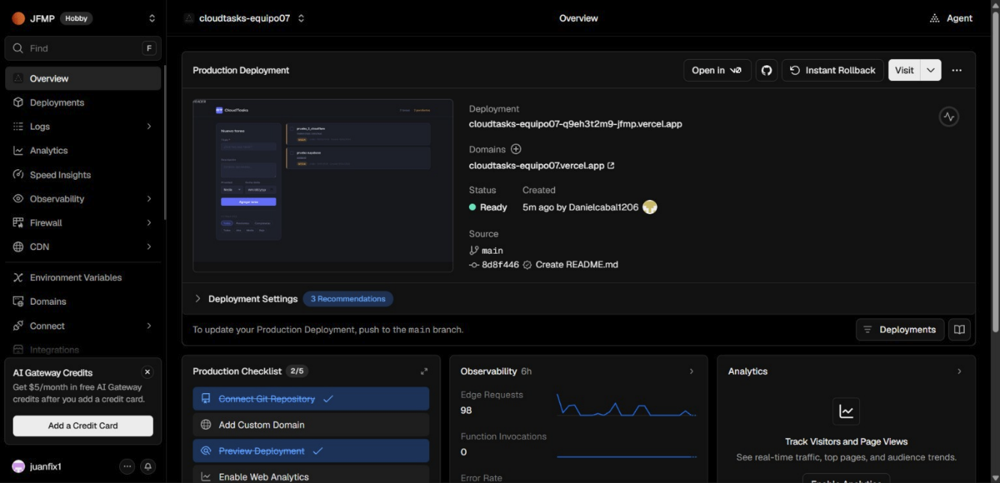 JFMP Hobby
Find F
Overview
Deployments
Logs
Analytics
Speed Insights
Observability
Firewall
CDN
Environment Variables
Domains
Connect
Integrations
AI Gateway Credits
Get $5/month in free AI Gateway
credits after you add a credit card.
Add a Credit Card
juanfix1
cloudtasks-equipo07
Overview
Agent
Production Deployment
Open in v0
Instant Rollback
Visit
CloudTasks
Nueva tarea
prueba_2_cloudflare
prueba supabase
Media
Agregar tarea
Deployment
cloudtasks-equipo07-q9eh3t2m9-jfmp.vercel.app
Domains
cloudtasks-equipo07.vercel.app
Status Created
Ready 5m ago by Danielcabal1206
Source
main
8d8f446 Create README.md
Deployment Settings 3 Recommendations
To update your Production Deployment, push to the main branch.
Deployments
Production Checklist 2/5
Connect Git Repository
Add Custom Domain
Preview Deployment
Enable Web Analytics
Observability 6h
Edge Requests
98
Function Invocations
0
Error Rate
Analytics
Track Visitors and Page Views
See real-time traffic, top pages, and audience trends.
Enable Analytics